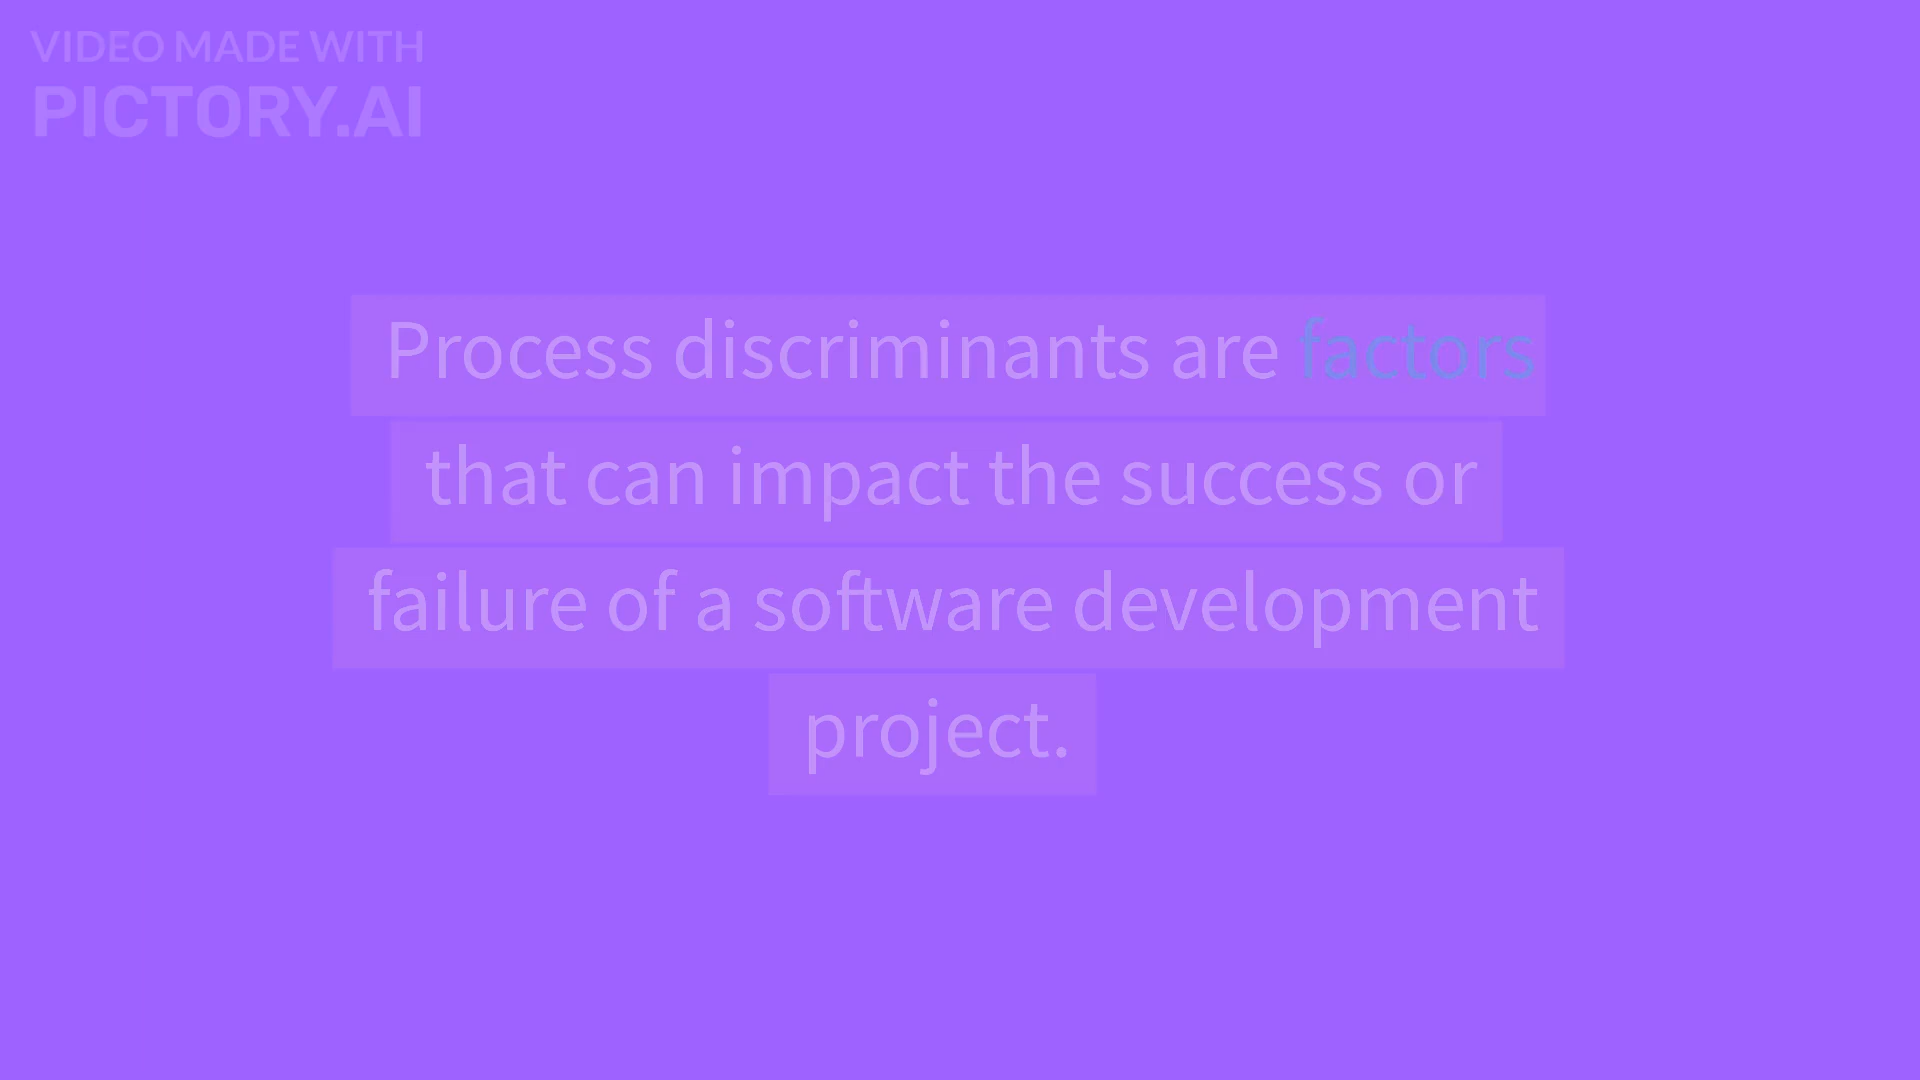 VIDEO MADE WITH
PICTORY.AI
Process discriminants are factors
that can impact the success or
failure of a software development
project.